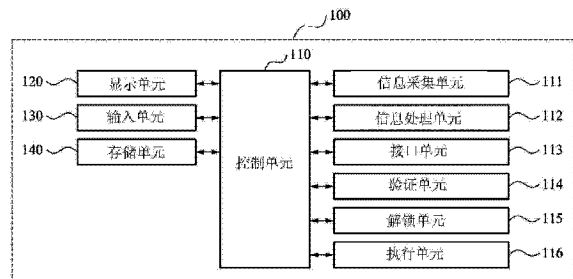 100
110
120 显示单元
130 输入单元
140 存储单元
控制单元
信息采集单元 111
信息处理单元 112
接口单元 113
验证单元 114
解锁单元 115
执行单元 116